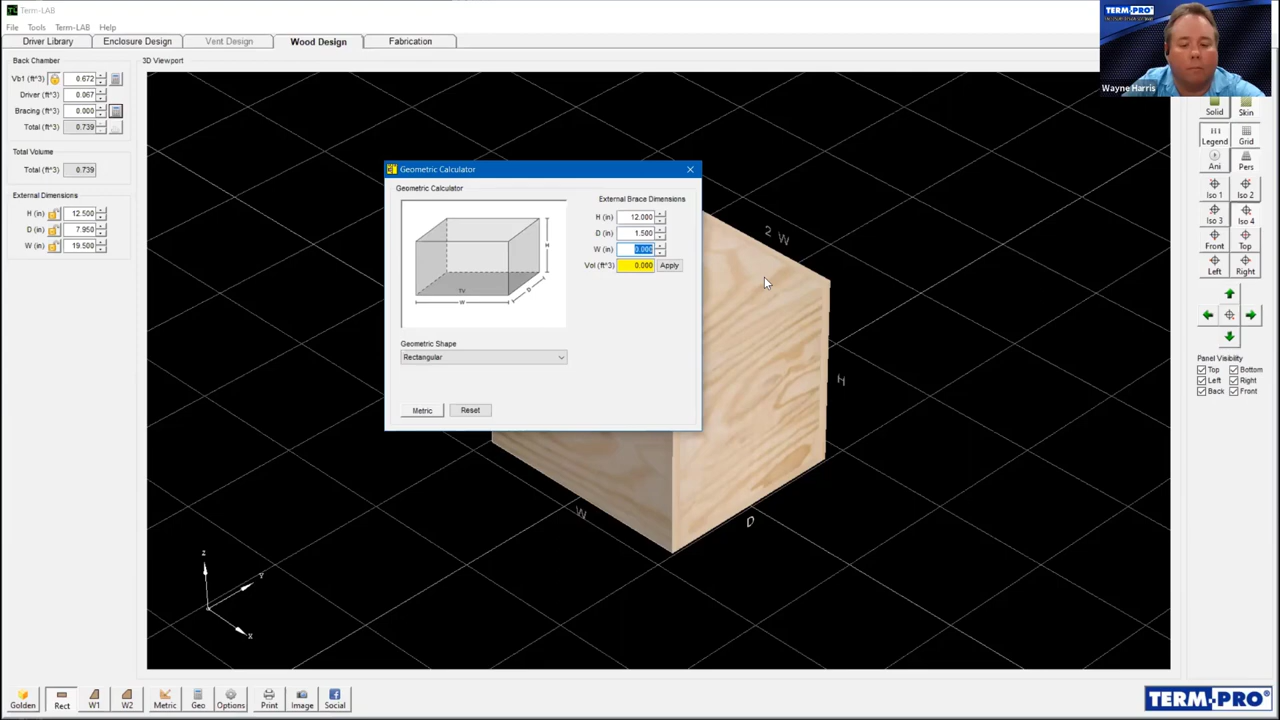 Term-LAB
File Tools Term-LAB Help
Driver Library Enclosure Design Vent Design Wood Design Fabrication
Back Chamber
Vb1 (ft^3) 0.672
Driver (ft^3) 0.067
Bracing (ft^3) 0.000
Total (ft^3) 0.739
Total Volume
Total (ft^3) 0.739
External Dimensions
H (in) 12.500
D (in) 7.950
W (in) 19.500
3D Viewport
Geometric Calculator
Geometric Calculator
H
TV
D
W
Geometric Shape
Rectangular
Metric Reset
External Brace Dimensions
H (in) 12.000
D (in) 1.500
W (in) 0.000
Vol (ft^3) 0.000 Apply
2 W
H
W
D
Z
Y
X
TERM-PRO
Wayne Harris
Solid Skin
Legend Grid
Ani Pers
Iso 1 Iso 2
Iso 3 Iso 4
Front Top
Left Right
Panel Visibility
Top Bottom
Left Right
Back Front
Golden Rect W1 W2 Metric Geo Options Print Image Social
TERM-PRO